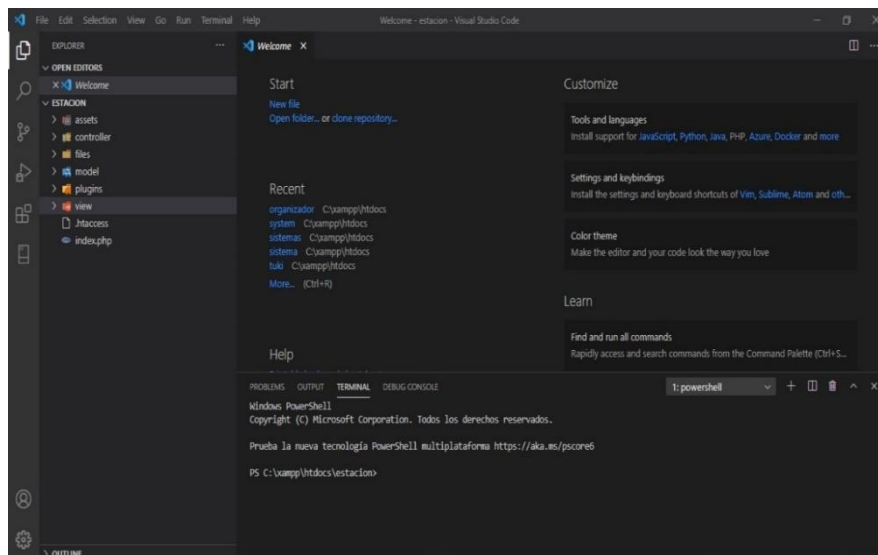 File Edit Selection View Go Run Terminal Help
Welcome - estacion - Visual Studio Code
EXPLORER
OPEN EDITORS
Welcome
ESTACION
assets
controller
files
model
plugins
view
.htaccess
index.php
OUTLINE
Welcome
Start
New file
Open folder... or clone repository...
Recent
organizador C:\xampp\htdocs
system C:\xampp\htdocs
sistemas C:\xampp\htdocs
sistema C:\xampp\htdocs
tuki C:\xampp\htdocs
More... (Ctrl+R)
Help
Customize
Tools and languages
Install support for JavaScript, Python, Java, PHP, Azure, Docker and more
Settings and keybindings
Install the settings and keyboard shortcuts of Vim, Sublime, Atom and oth...
Color theme
Make the editor and your code look the way you love
Learn
Find and run all commands
Rapidly access and search commands from the Command Palette (Ctrl+S...
PROBLEMS OUTPUT TERMINAL DEBUG CONSOLE
1: powershell
Windows PowerShell
Copyright (C) Microsoft Corporation. Todos los derechos reservados.
Prueba la nueva tecnología PowerShell multiplataforma https://aka.ms/pscore6
PS C:\xampp\htdocs\estacion>